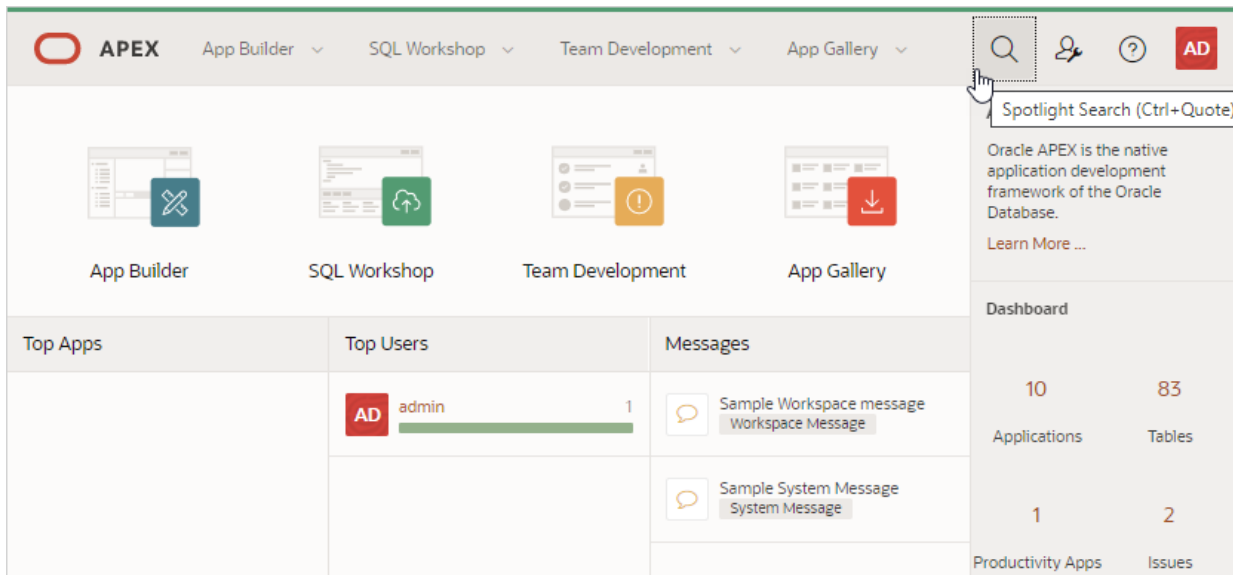 APEX App Builder SQL Workshop Team Development App Gallery AD
Spotlight Search (Ctrl+Quote)
Oracle APEX is the native
application development
framework of the Oracle
Database.
Learn More ...
App Builder SQL Workshop Team Development App Gallery
Dashboard
Top Apps Top Users Messages
10 83
Applications Tables
AD admin 1
Sample Workspace message
Workspace Message
Sample System Message
System Message
1 2
Productivity Apps Issues